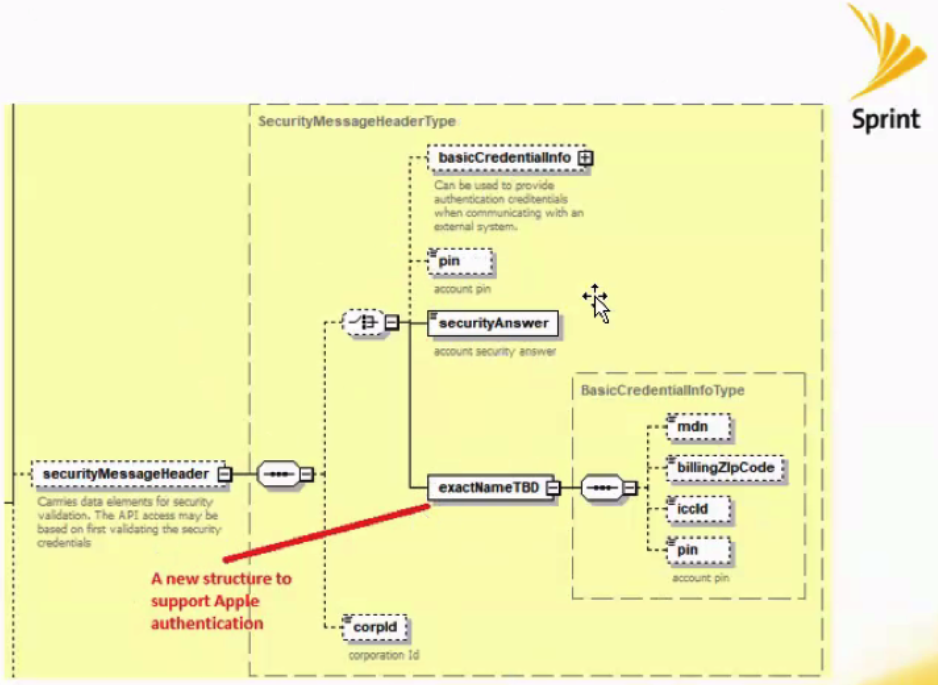 Sprint
SecurityMessageHeaderType
basicCredentialInfo
Can be used to provide
authentication creditentials
when communicating with an
external system.
pin
account pin
securityAnswer
account security answer
BasicCredentialInfoType
mdn
billingZipCode
iccId
pin
account pin
exactNameTBD
securityMessageHeader
Carries data elements for security
validation. The API access may be
based on first validating the security
credentials
A new structure to
support Apple
authentication
corpId
corporation Id